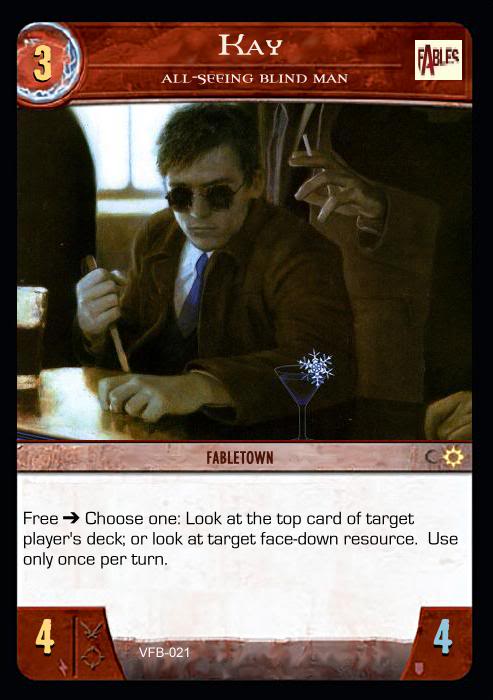 3
Kay
FABLES
ALL-SEEING BLIND MAN
FABLETOWN
Free ➔ Choose one: Look at the top card of target
player's deck; or look at target face-down resource. Use
only once per turn.
4
4
VFB-021